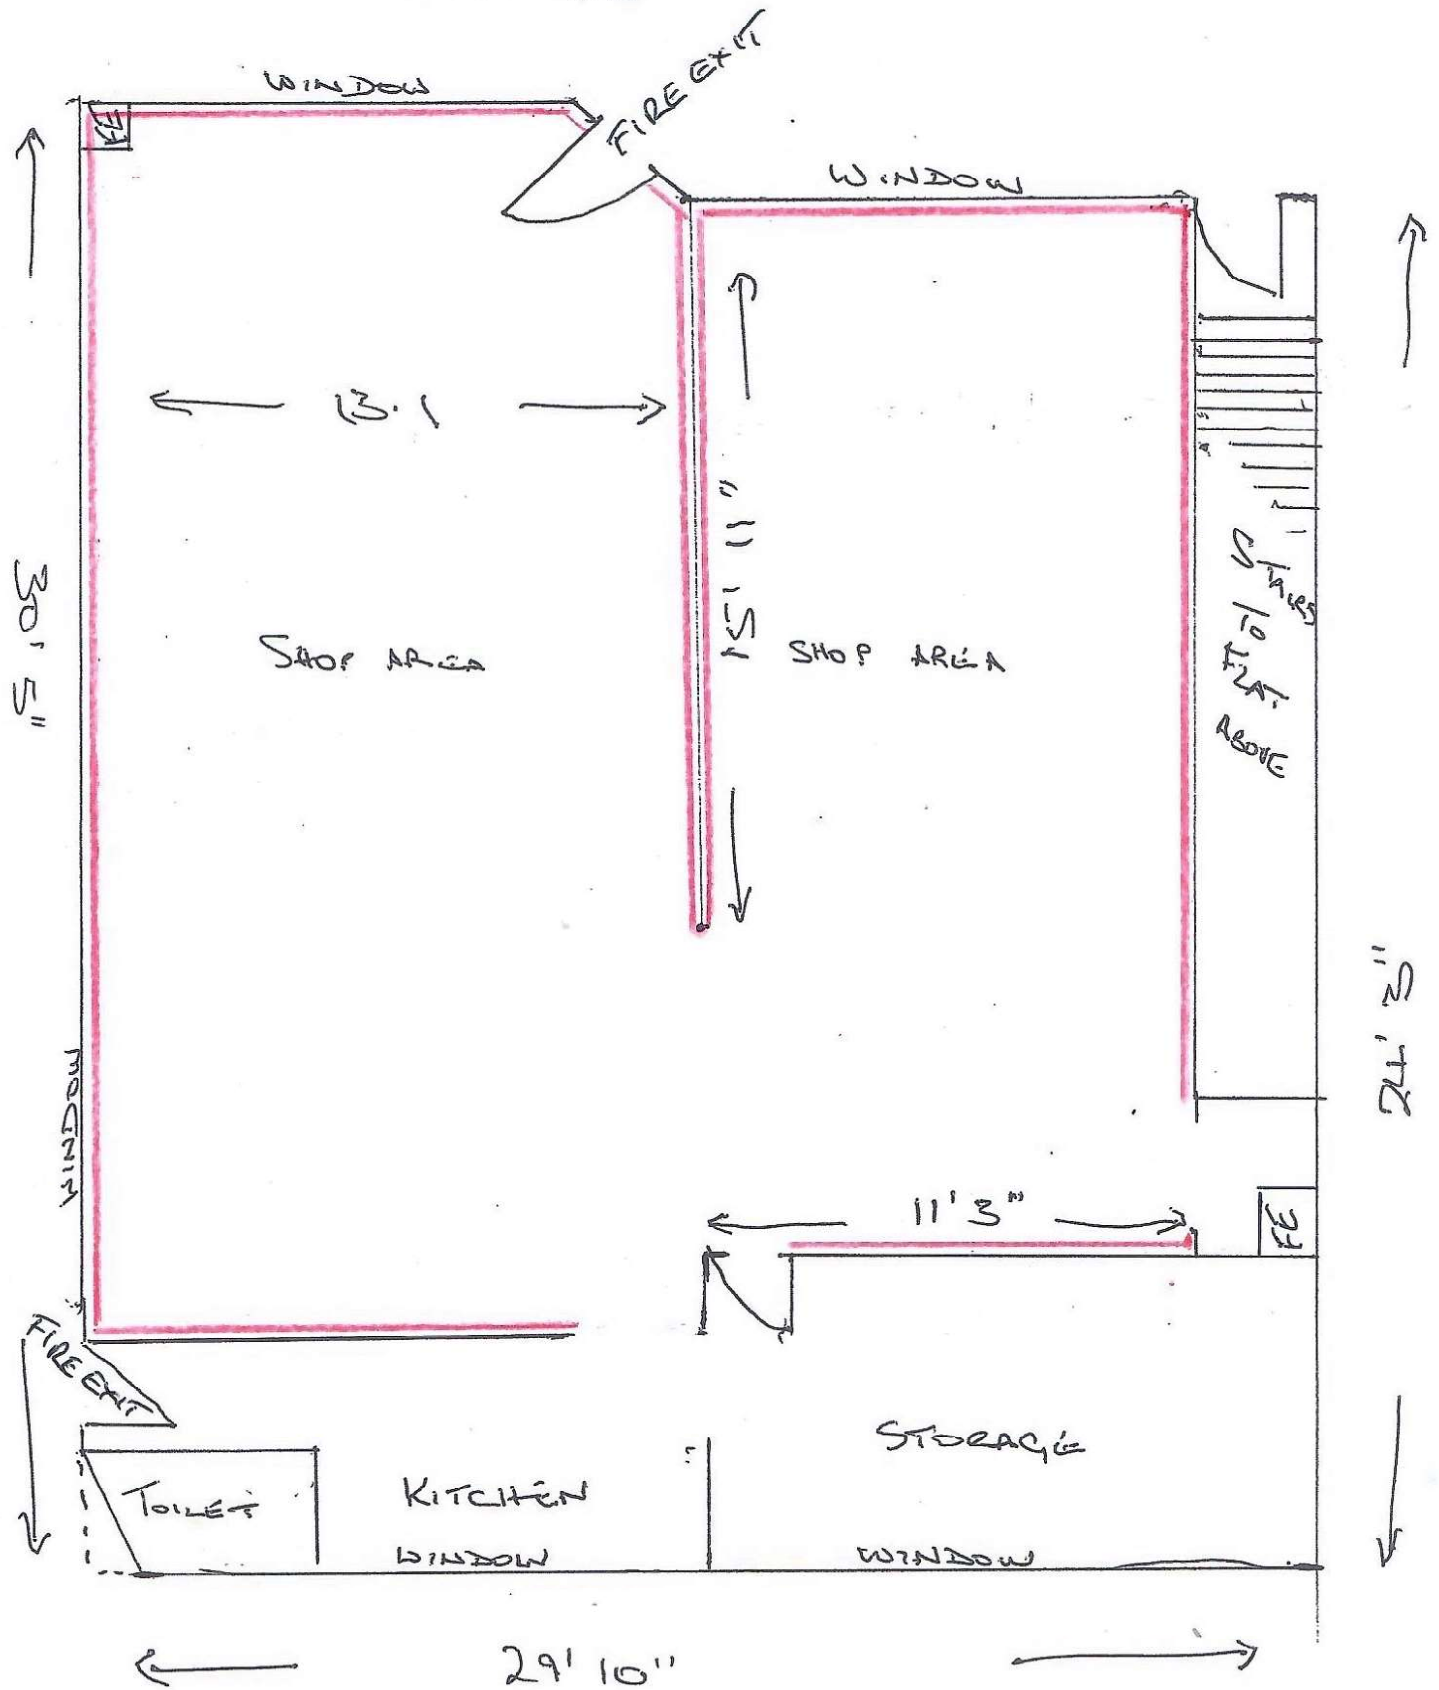 WINDOW
FIRE EXIT
FE
WINDOW
13.1
15' 11"
30' 5"
SHOP AREA
SHOP AREA
STAIRS
TO
FLAT
ABOVE
WINDOW
24' 3"
11' 3"
FE
FIRE EXIT
STORAGE
TOILET
KITCHEN
WINDOW
WINDOW
29' 10"